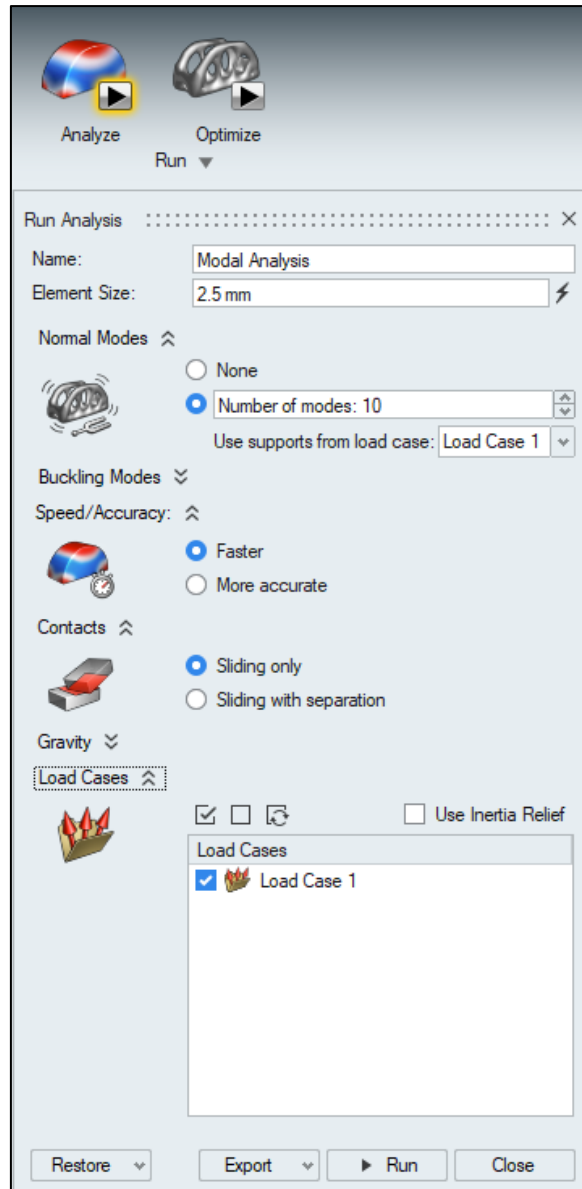 Analyze Optimize
Run
Run Analysis
Name: Modal Analysis
Element Size: 2.5 mm
Normal Modes
None
Number of modes: 10
Use supports from load case: Load Case 1
Buckling Modes
Speed/Accuracy:
Faster
More accurate
Contacts
Sliding only
Sliding with separation
Gravity
Load Cases
Use Inertia Relief
Load Cases
Load Case 1
Restore Export Run Close